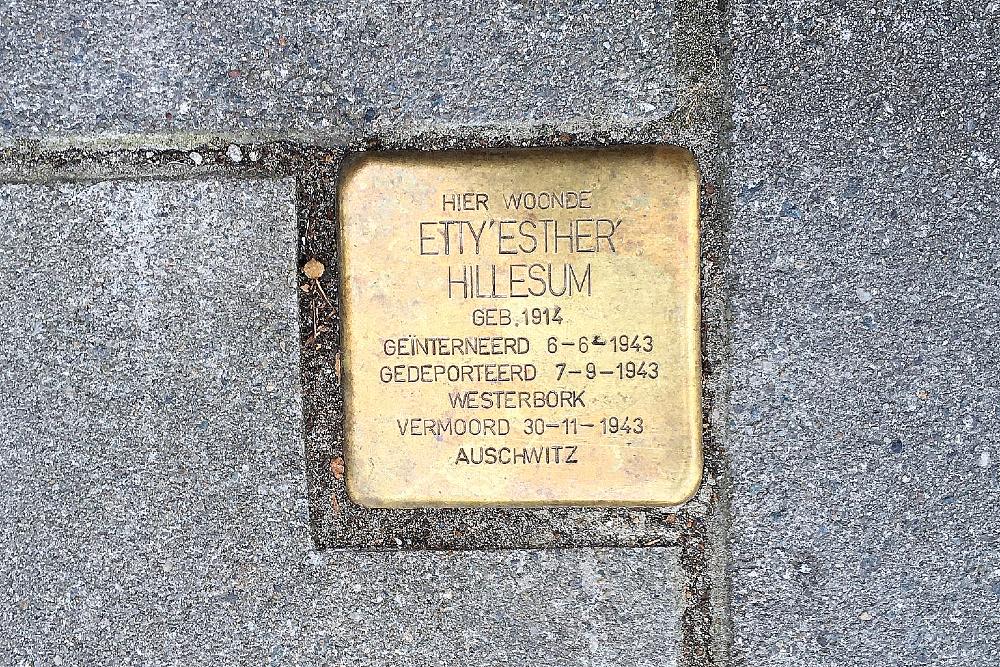 HIER WOONDE
ETTY 'ESTHER'
HILLESUM
GEB. 1914
GEÏNTERNEERD 6-6-1943
GEDEPORTEERD 7-9-1943
WESTERBORK
VERMOORD 30-11-1943
AUSCHWITZ